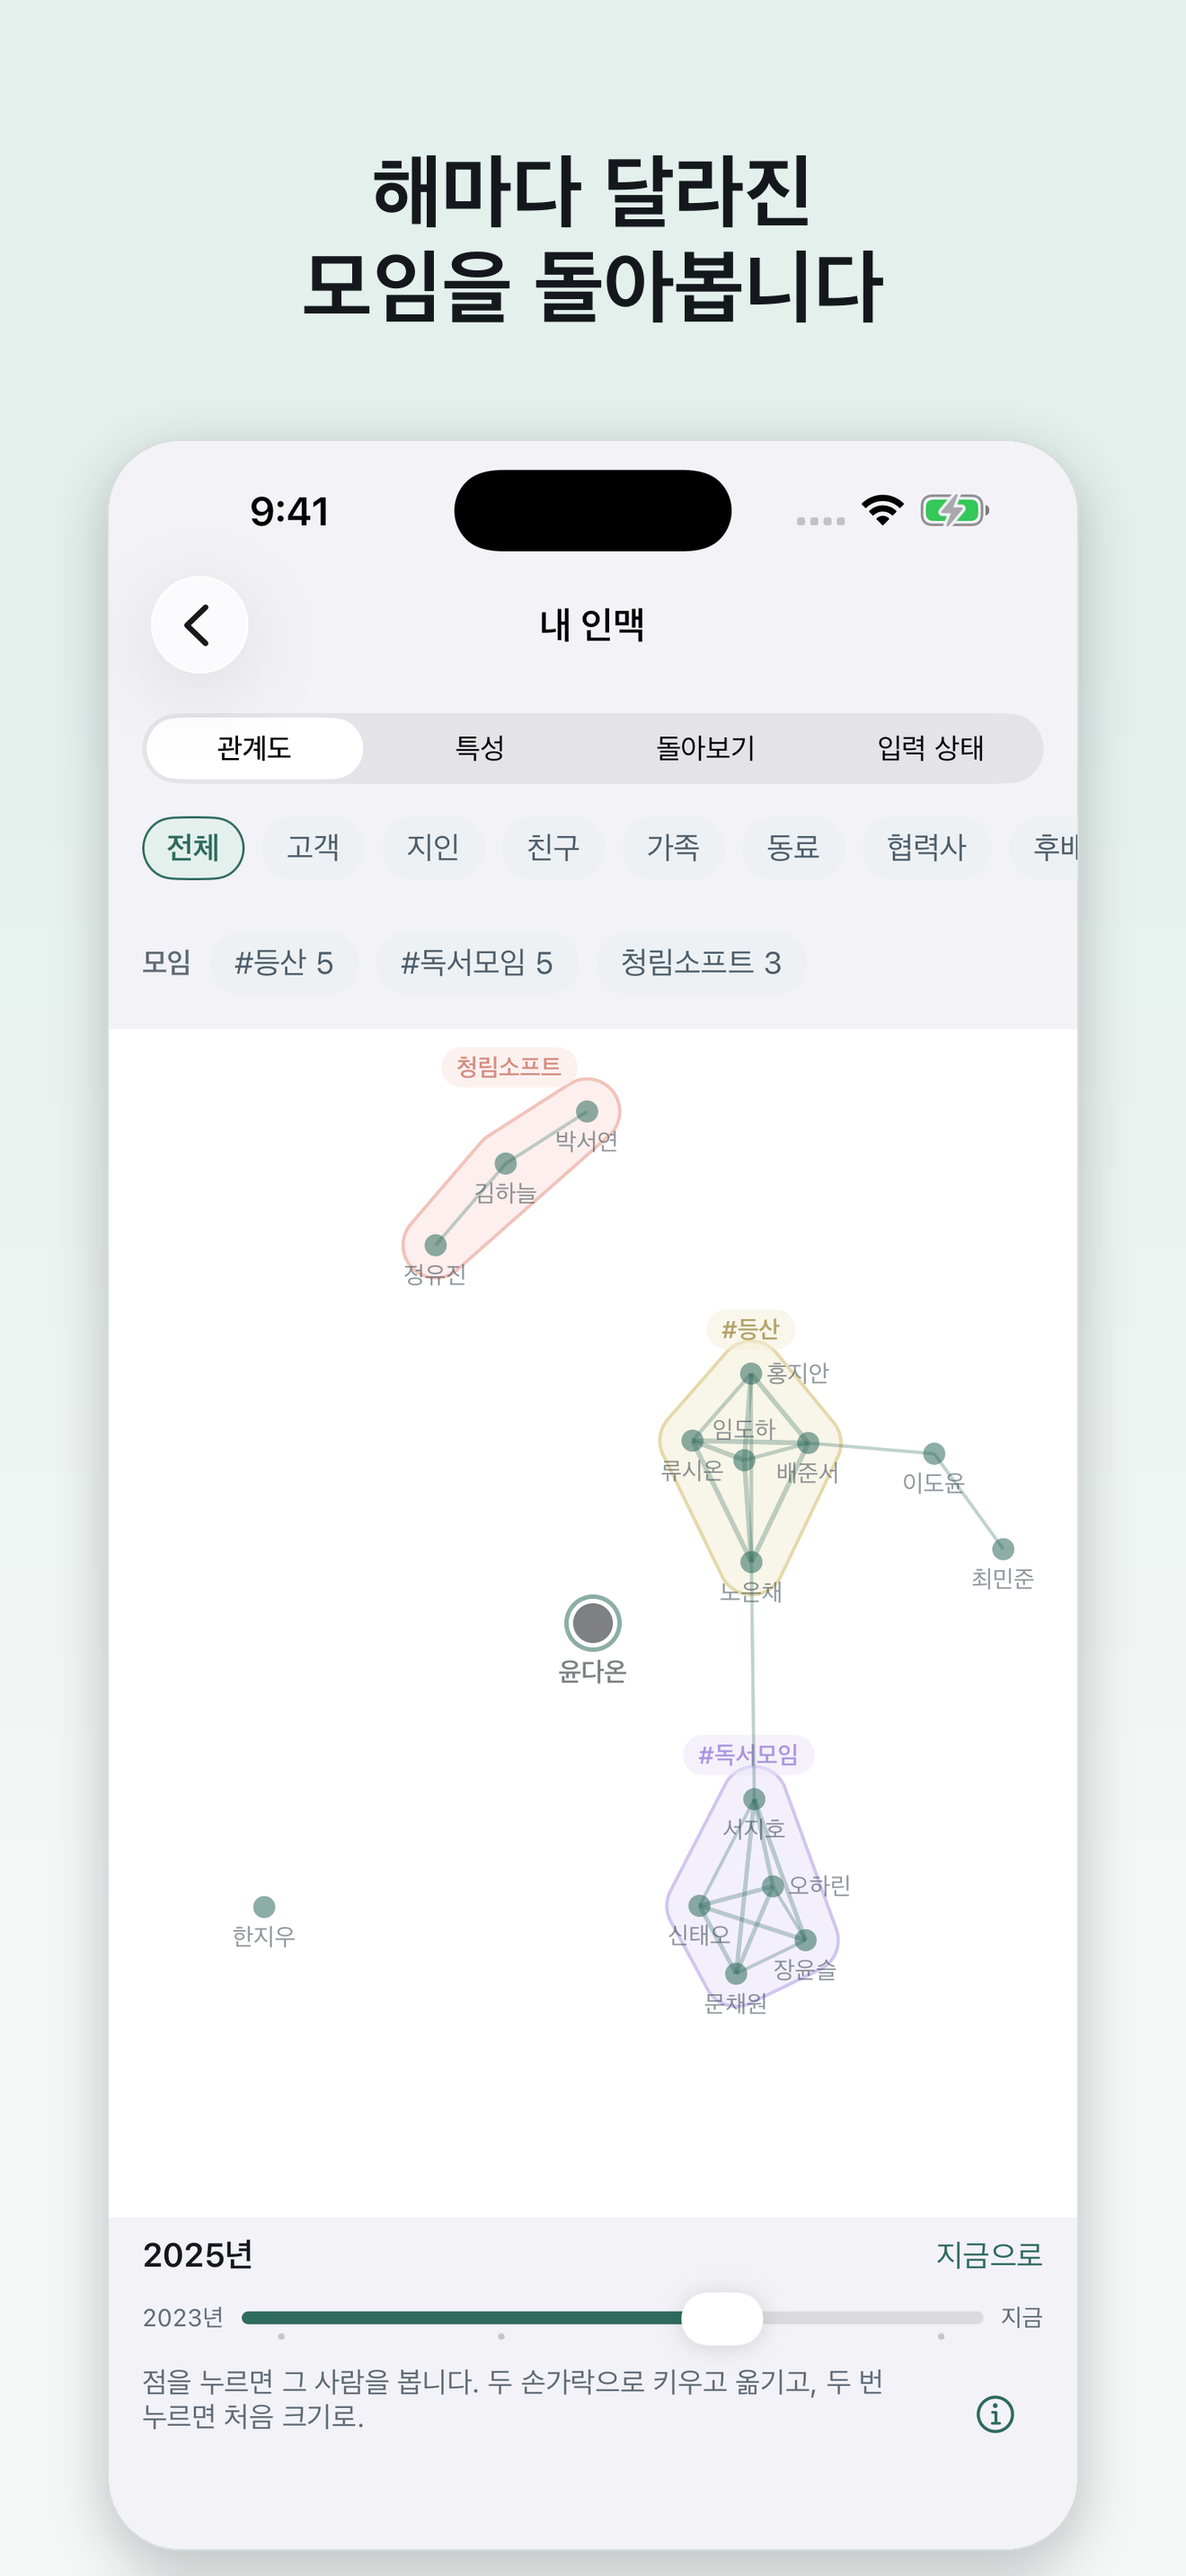 해마다 달라진
모임을 돌아봅니다
9:41
내 인맥
관계도 특성 돌아보기 입력 상태
전체 고객 지인 친구 가족 동료 협력사 후배
모임 #등산 5 #독서모임 5 청림소프트 3
청림소프트
박서연
김하늘
정유진
#등산
홍지안
임도하
류시온 배준서
이도윤
최민준
노은채
윤다온
#독서모임
서지호
오하린
한지우
신태오
장윤슬
문채원
2025년 지금으로
2023년 지금
점을 누르면 그 사람을 봅니다. 두 손가락으로 키우고 옮기고, 두 번
누르면 처음 크기로.